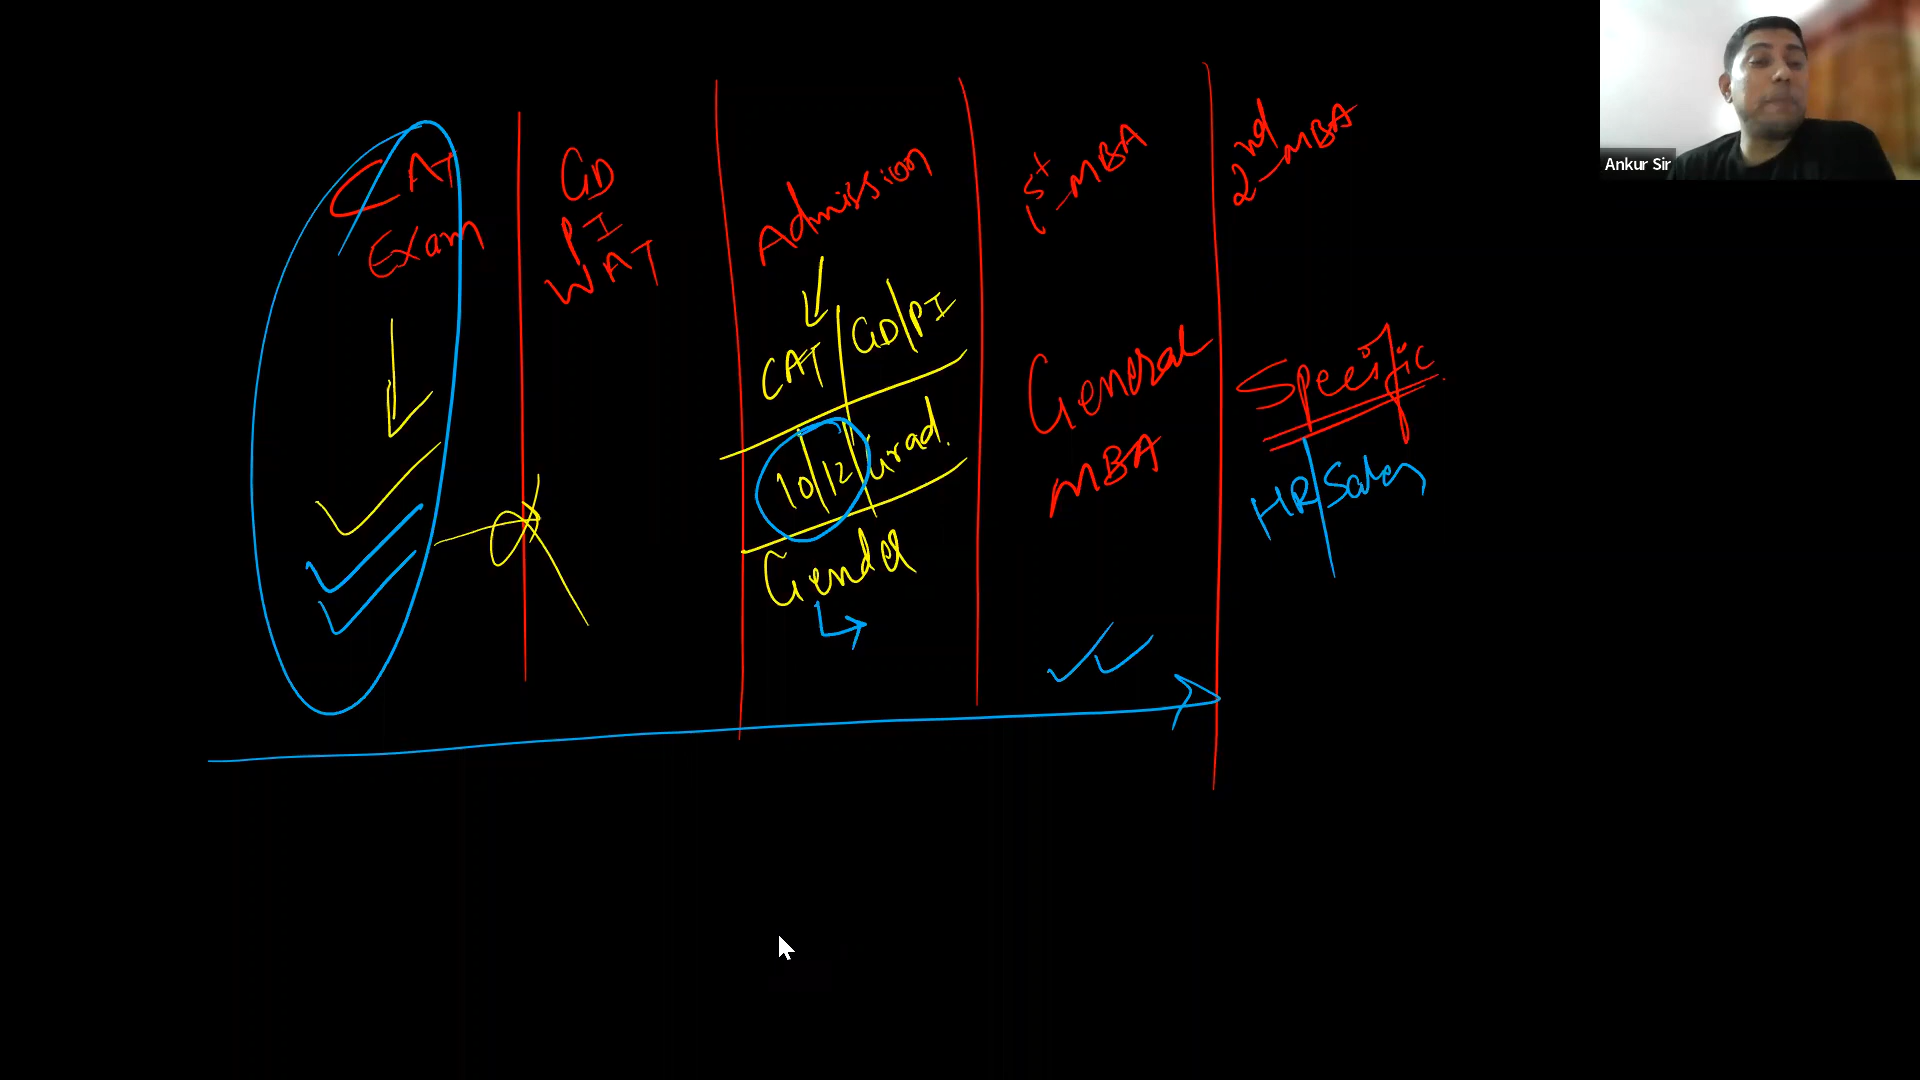 CAT
Exam
GD
PI
WAT
Admission
CAT GD/PI
10/12/Grad.
Gender
1st MBA
General
MBA
2nd MBA
Specific
HR/Sales
Ankur Sir